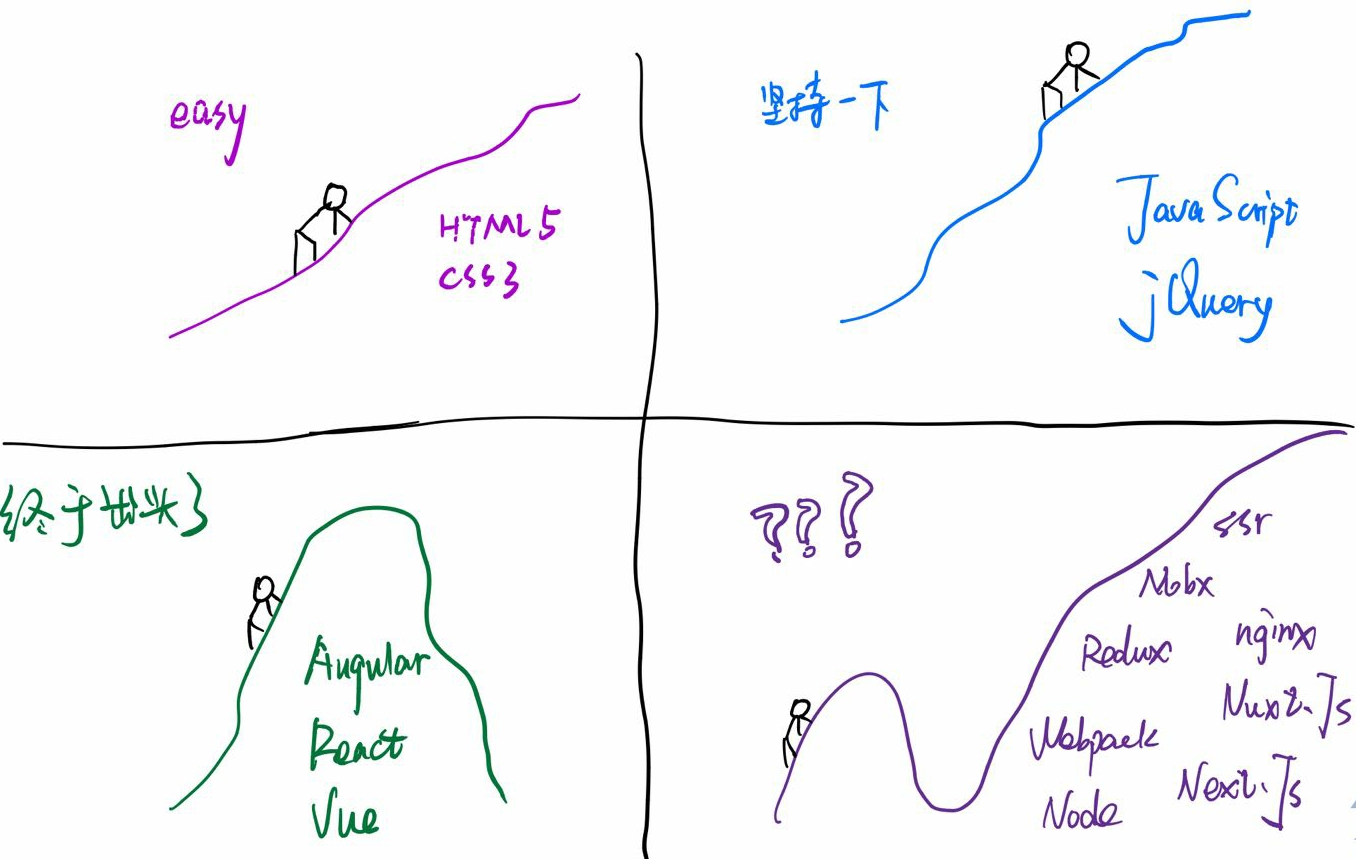 easy
HTML5
CSS3
坚持一下
JavaScript
jQuery
终于出头了
Angular
React
Vue
???
ssr
Mobx
Redux
nginx
Nuxt.Js
Webpack
Next.Js
Node